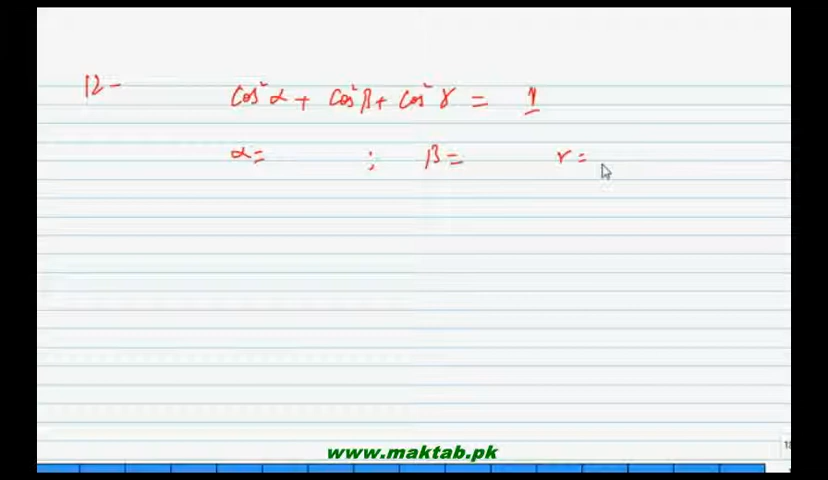 12-
cos²α + cos²β + cos²γ = 1
α= ; β= γ=
www.maktab.pk